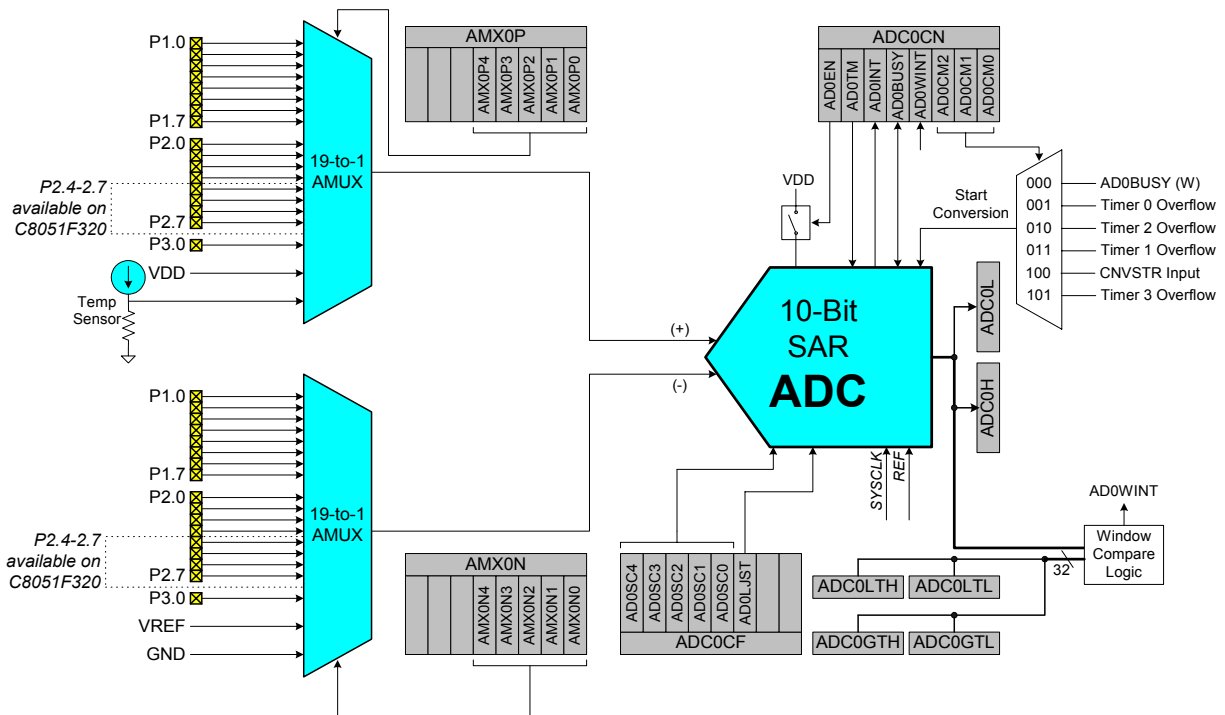 P1.0
P1.7
P2.0
P2.4-2.7
available on
C8051F320
P2.7
P3.0
VDD
Temp
Sensor
19-to-1
AMUX
AMX0P
AMX0P4
AMX0P3
AMX0P2
AMX0P1
AMX0P0
ADC0CN
AD0EN
AD0TM
AD0INT
AD0BUSY
AD0WINT
AD0CM2
AD0CM1
AD0CM0
VDD
Start
Conversion
000
001
010
011
100
101
AD0BUSY (W)
Timer 0 Overflow
Timer 2 Overflow
Timer 1 Overflow
CNVSTR Input
Timer 3 Overflow
(+)
(-)
10-Bit
SAR
ADC
ADC0L
ADC0H
SYSCLK
REF
P1.0
P1.7
P2.0
P2.4-2.7
available on
C8051F320
P2.7
P3.0
VREF
GND
19-to-1
AMUX
AMX0N
AMX0N4
AMX0N3
AMX0N2
AMX0N1
AMX0N0
AD0SC4
AD0SC3
AD0SC2
AD0SC1
AD0SC0
AD0LJST
ADC0CF
AD0WINT
Window
Compare
Logic
32
ADC0LTH
ADC0LTL
ADC0GTH
ADC0GTL